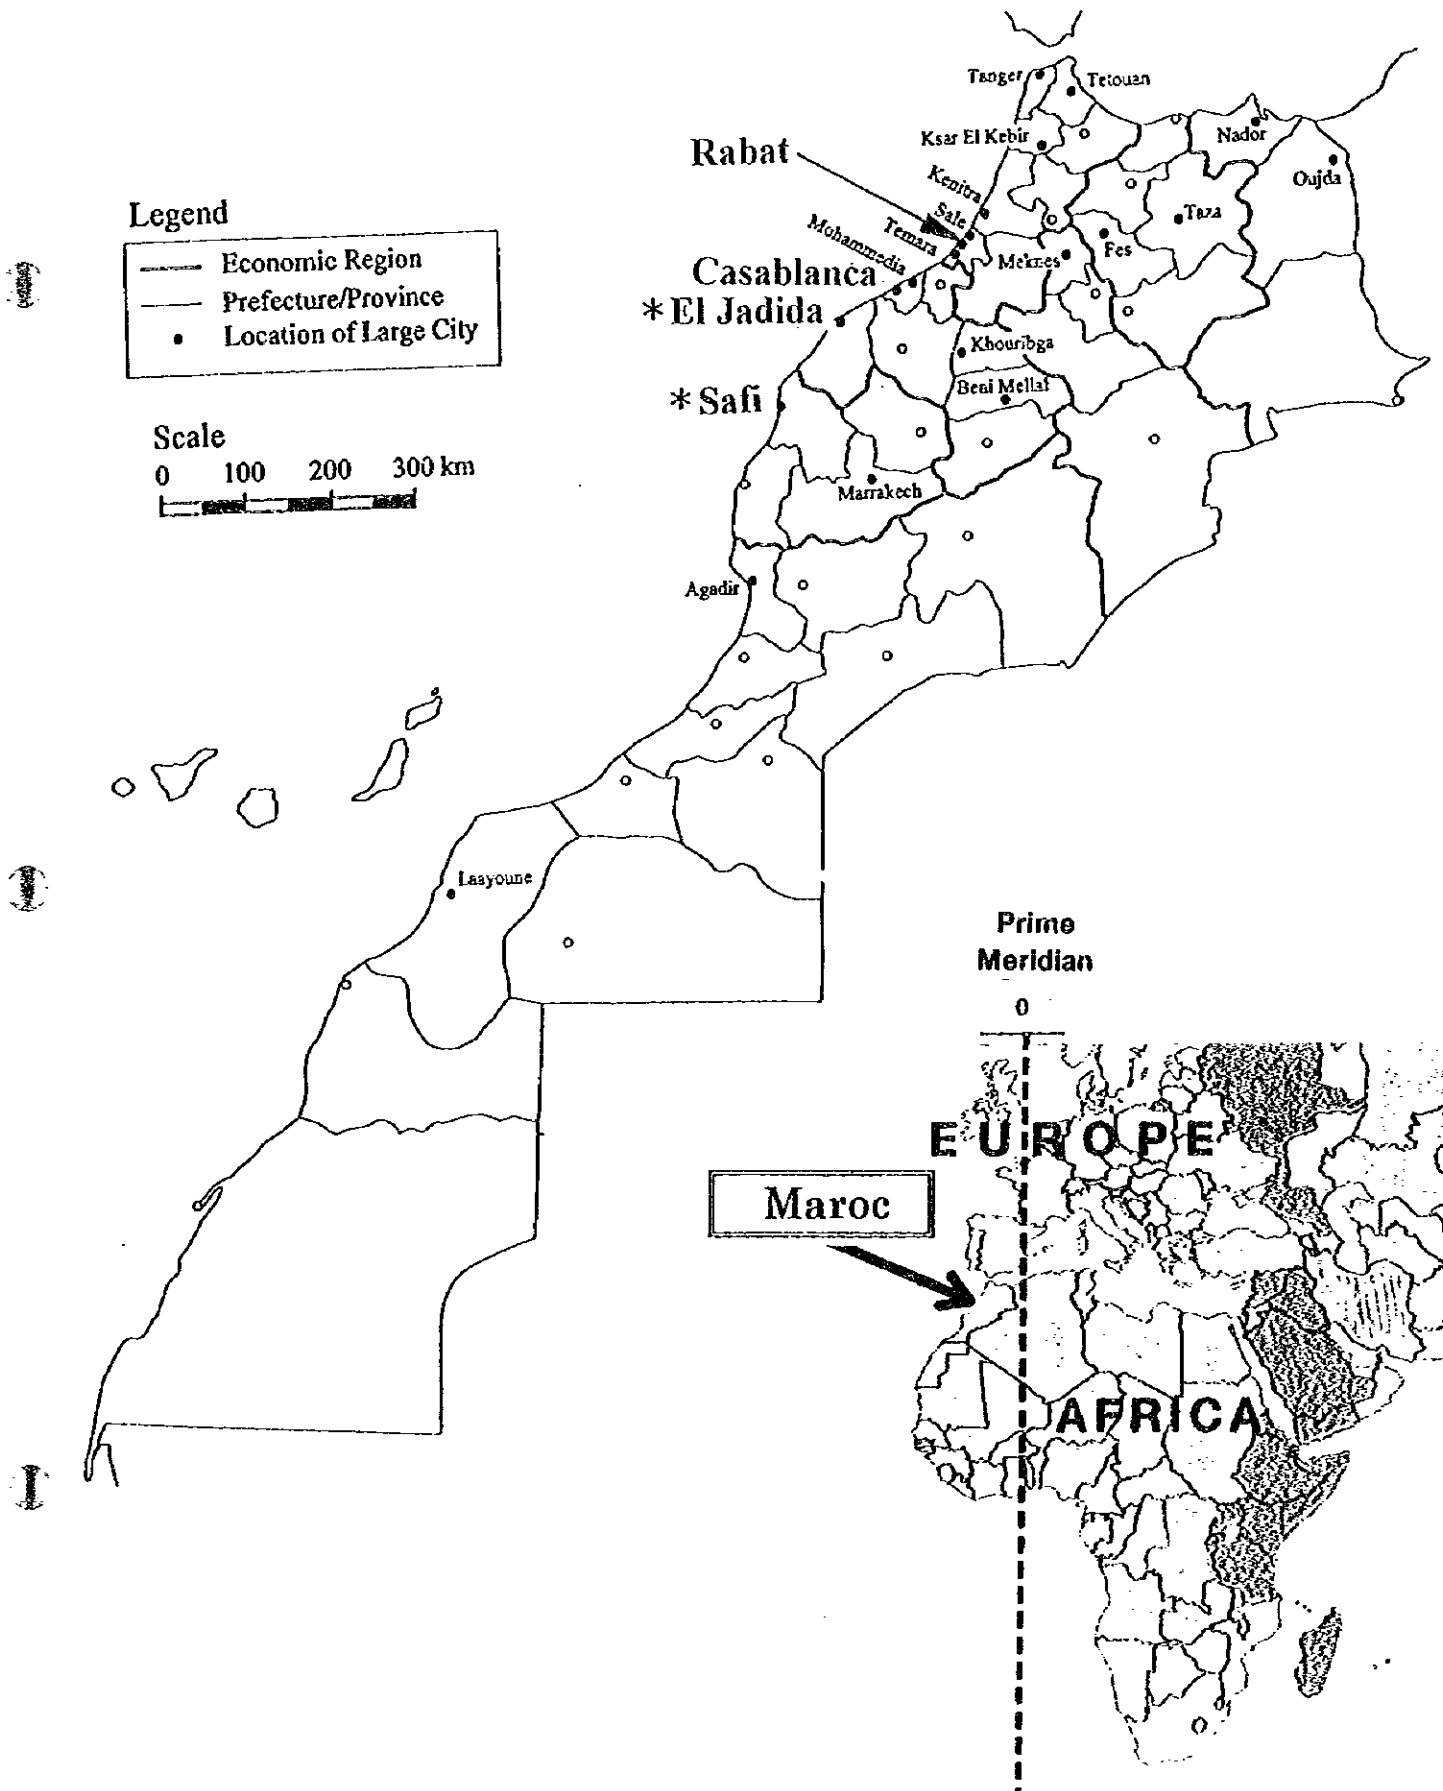 Tanger
Tetouan
Ksar El Kebir
Nador
Rabat
Oujda
Kenitra
Sale
Temara
Mohammedia
Taza
Fes
Meknes
Casablanca
*El Jadida
Khouribga
Beni Mellaf
*Safi
Marrakech
Agadir
Laayoune
Legend
Economic Region
Prefecture/Province
Location of Large City
Scale
0 100 200 300 km
Prime
Meridian
0
EUROPE
Maroc
AFRICA